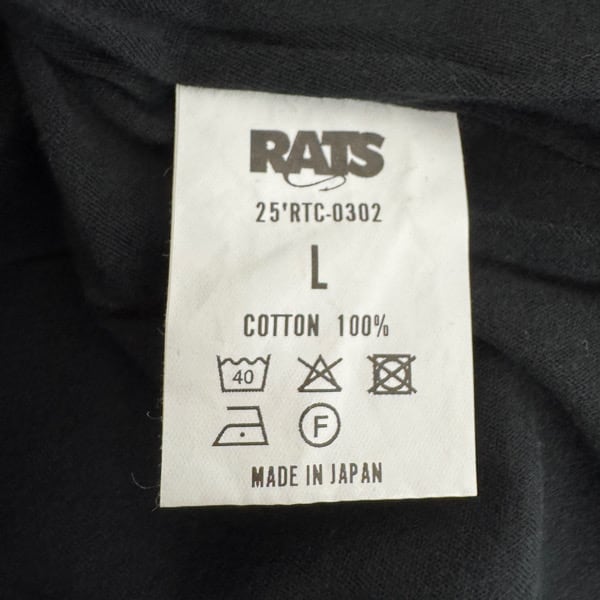 RATS
25'RTC-0302
L
COTTON 100%
40
F
MADE IN JAPAN